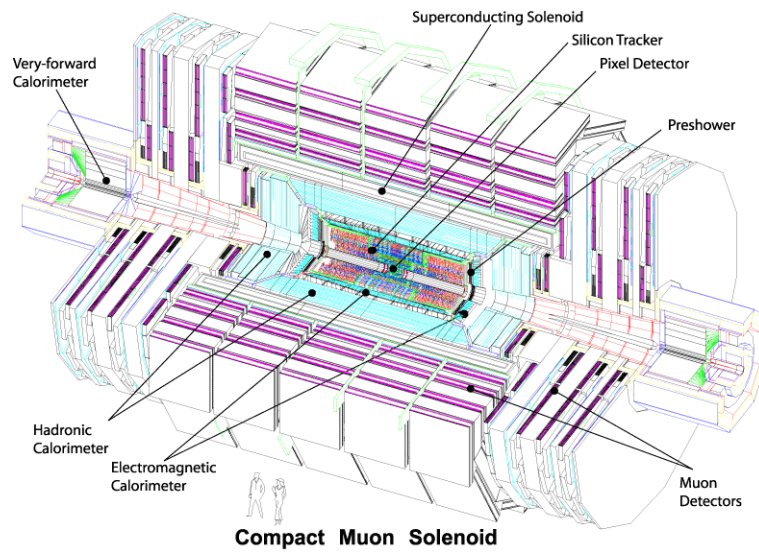 Superconducting Solenoid
Silicon Tracker
Very-forward
Calorimeter
Pixel Detector
Preshower
Hadronic
Calorimeter
Electromagnetic
Calorimeter
Muon
Detectors
Compact Muon Solenoid